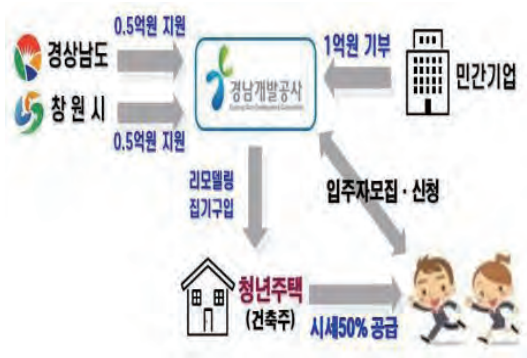 0.5억원 지원
경상남도
창원시
0.5억원 지원
경남개발공사
1억원 기부
민간기업
리모델링
집기구입
입주자모집·신청
청년주택
(건축주)
시세50% 공급